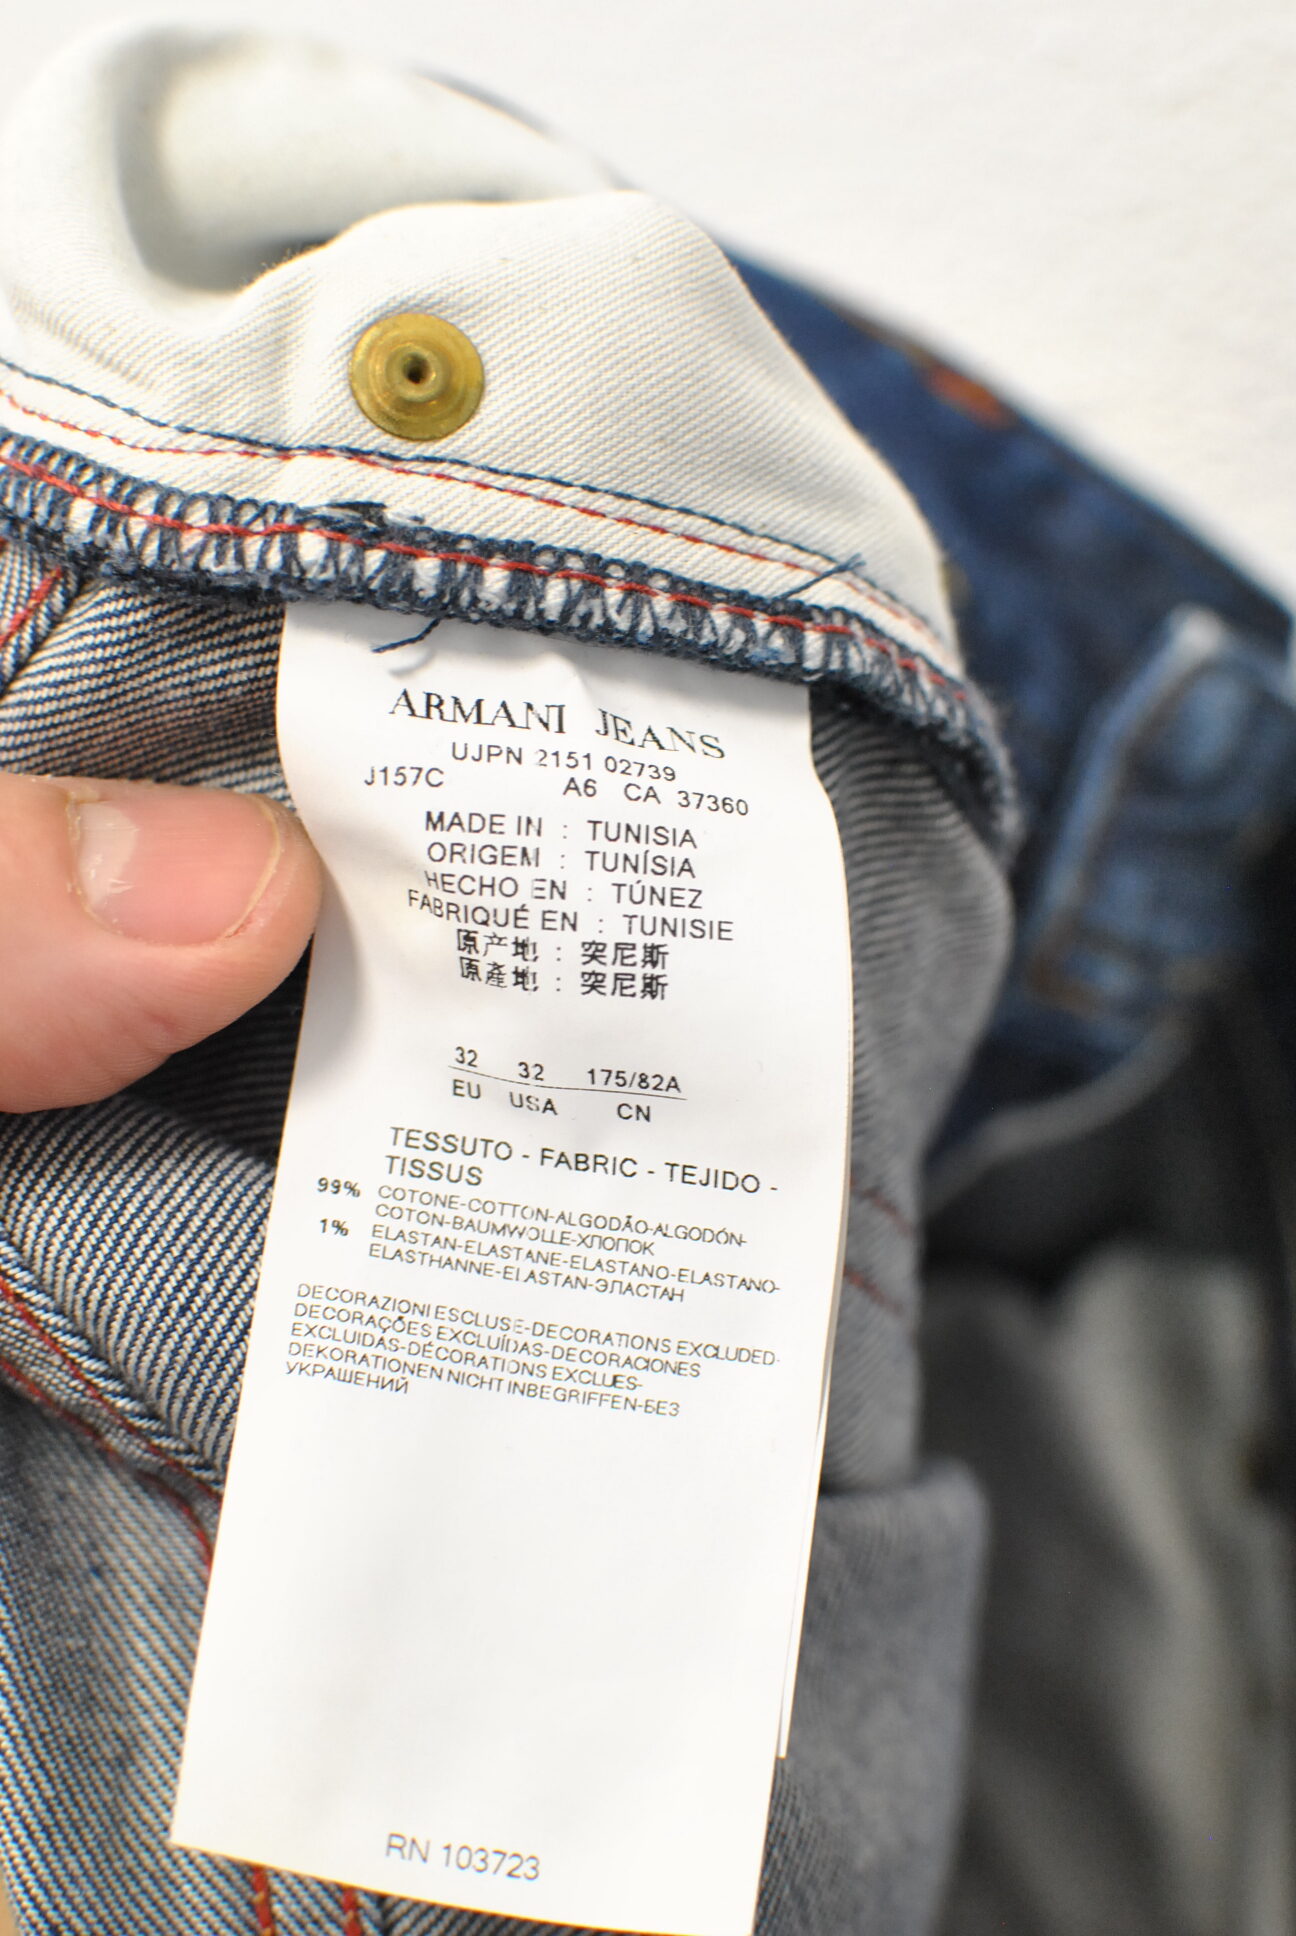 ARMANI JEANS
UJPN 2151 02739
J157C A6 CA 37360
MADE IN : TUNISIA
ORIGEM : TUNÍSIA
HECHO EN : TÚNEZ
FABRIQUÉ EN : TUNISIE
原产地 : 突尼斯
原產地 : 突尼斯
32 32 175/82A
EU USA CN
TESSUTO - FABRIC - TEJIDO -
TISSUS
99% COTONE-COTTON-ALGODÃO-ALGODÓN-
COTON-BAUMWOLLE-ХЛОПОК
1% ELASTAN-ELASTANE-ELASTANO-ELASTANO-
ELASTHANNE-ELASTAN-ЭЛАСТАН
DECORAZIONI ESCLUSE-DECORATIONS EXCLUDED-
DECORAÇÕES EXCLUÍDAS-DECORACIONES
EXCLUIDAS-DÉCORATIONS EXCLUES-
DEKORATIONEN NICHT INBEGRIFFEN-БЕЗ
УКРАШЕНИЙ
RN 103723